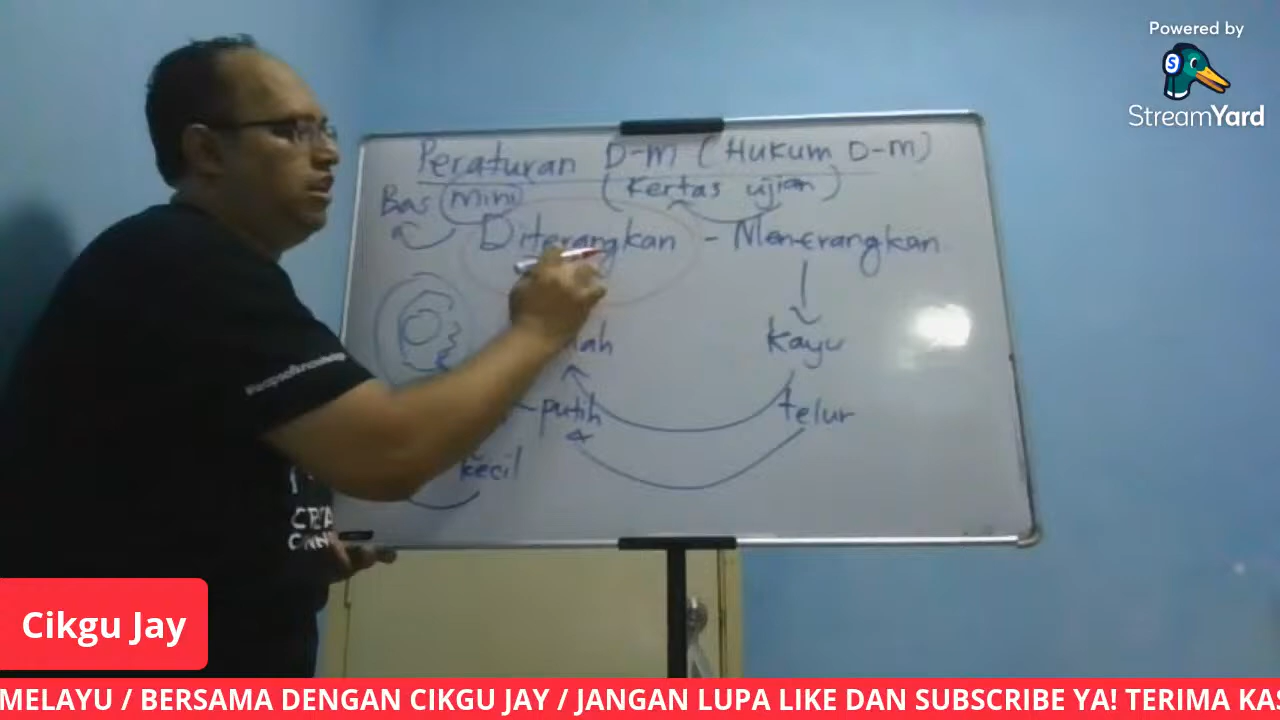 Powered by
StreamYard
Peraturan D-M (Hukum D-M)
Bas mini
(Kertas ujian)
Diterangkan - Menerangkan
kayu
putih
telur
kecil
Cikgu Jay
MELAYU / BERSAMA DENGAN CIKGU JAY / JANGAN LUPA LIKE DAN SUBSCRIBE YA! TERIMA KAS